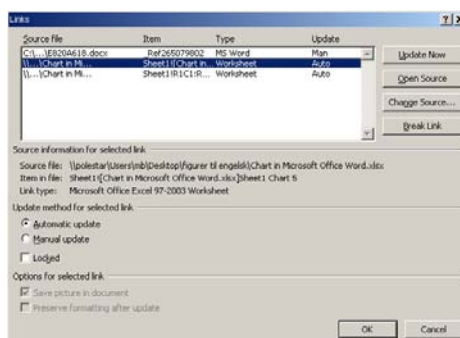 Links
Source file Item Type Update
C:\...\E820A618.docx _Ref265079802 MS Word Man
\\...\Chart in Mi... Sheet1![Chart in... Worksheet Auto
\\...\Chart in Mi... Sheet1!R1C1:R... Worksheet Auto
Update Now
Open Source
Change Source...
Break Link
Source information for selected link
Source file: \\polestar\Users\mb\Desktop\figurer til engelsk\Chart in Microsoft Office Word.xlsx
Item in file: Sheet1![Chart in Microsoft Office Word.xlsx]Sheet1 Chart 6
Link type: Microsoft Office Excel 97-2003 Worksheet
Update method for selected link
Automatic update
Manual update
Locked
Options for selected link
Save picture in document
Preserve formatting after update
OK Cancel